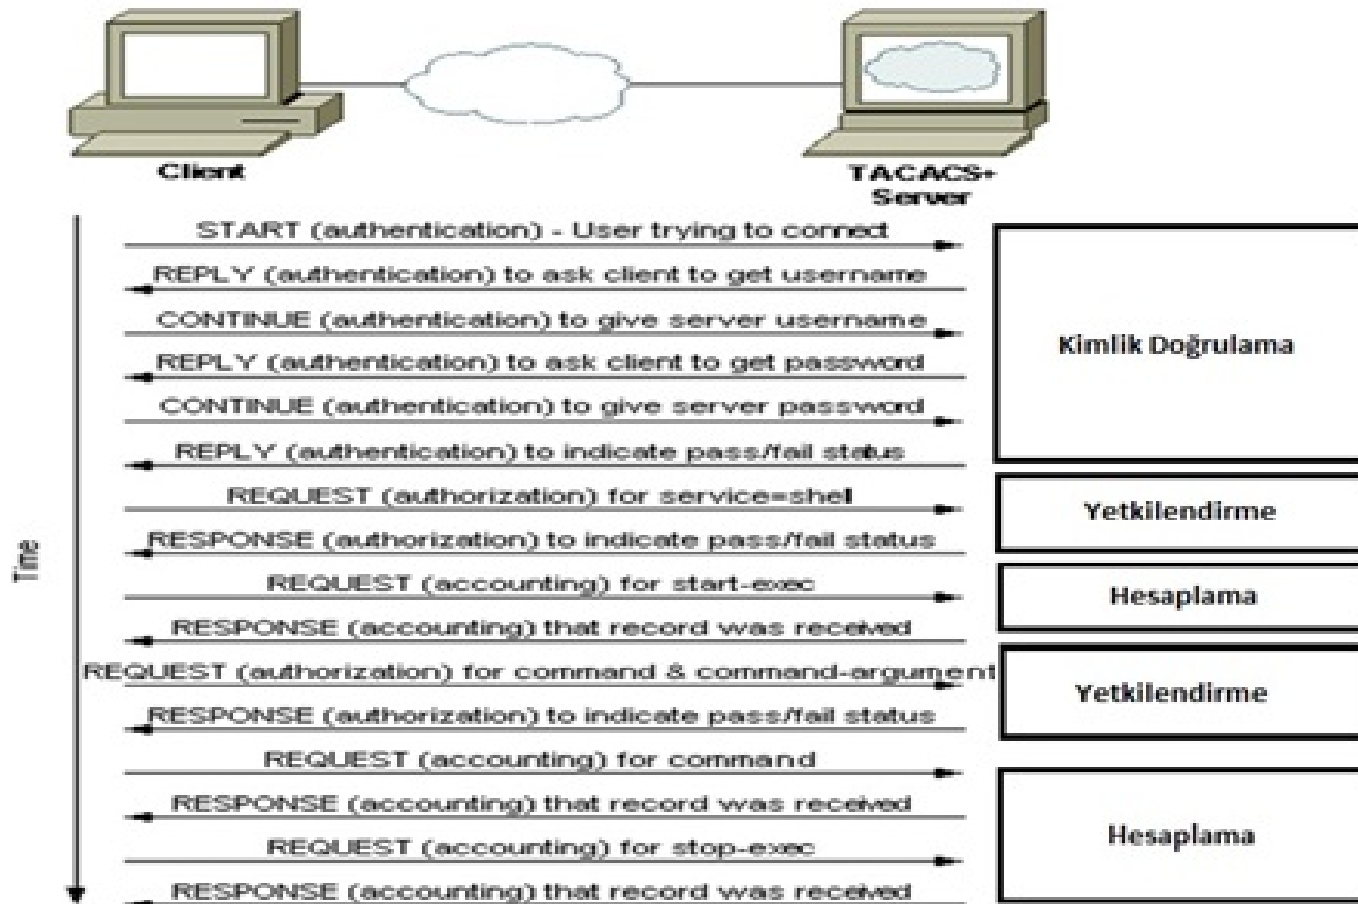 Client
TACACS+
Server
START (authentication) - User trying to connect
REPLY (authentication) to ask client to get username
CONTINUE (authentication) to give server username
REPLY (authentication) to ask client to get password
CONTINUE (authentication) to give server password
REPLY (authentication) to indicate pass/fail status
Kimlik Doğrulama
REQUEST (authorization) for service=shell
RESPONSE (authorization) to indicate pass/fail status
Yetkilendirme
REQUEST (accounting) for start-exec
RESPONSE (accounting) that record was received
Hesaplama
REQUEST (authorization) for command & command-argument
RESPONSE (authorization) to indicate pass/fail status
Yetkilendirme
REQUEST (accounting) for command
RESPONSE (accounting) that record was received
REQUEST (accounting) for stop-exec
RESPONSE (accounting) that record was received
Hesaplama
Time